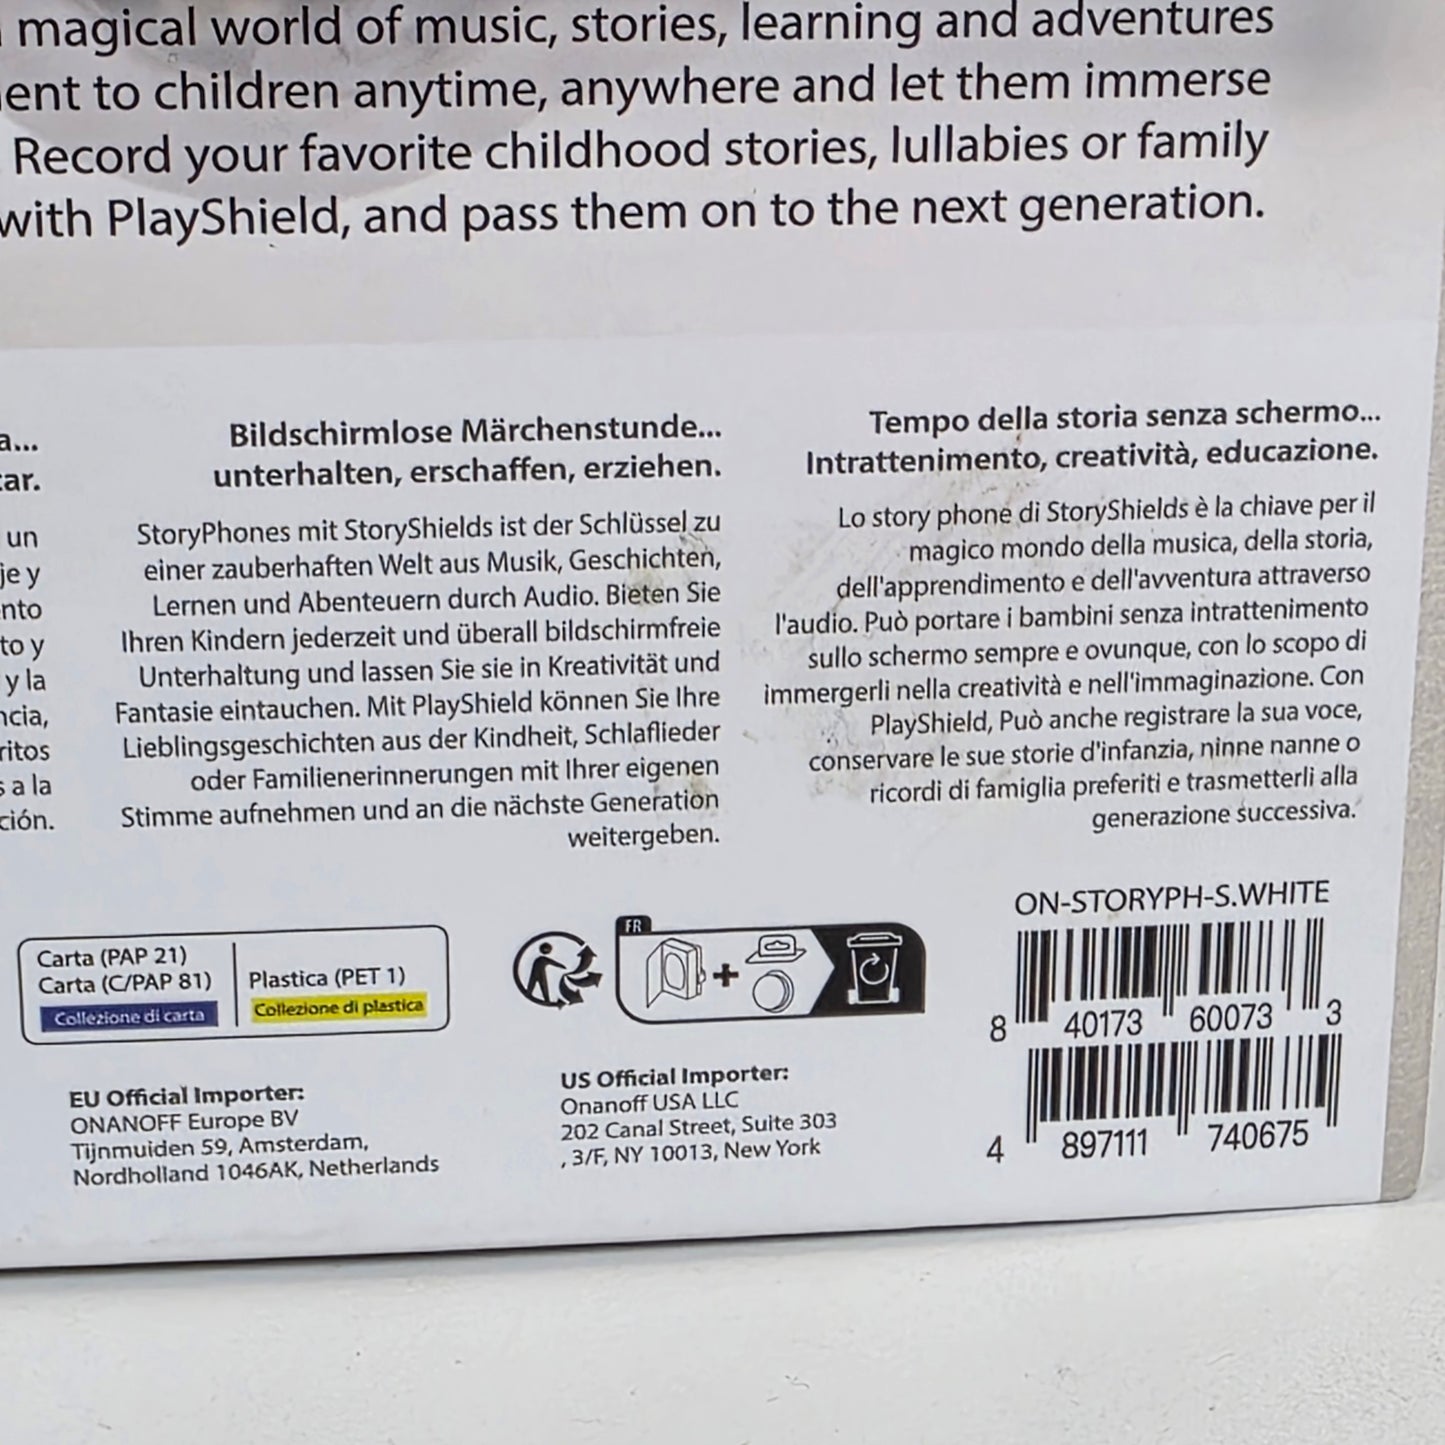 magical world of music, stories, learning and adventures
ent to children anytime, anywhere and let them immerse
Record your favorite childhood stories, lullabies or family
with PlayShield, and pass them on to the next generation.
a...
ar.
un
je y
nto
to y
y la
ncia,
ritos
s a la
ción.
Bildschirmlose Märchenstunde...
unterhalten, erschaffen, erziehen.
StoryPhones mit StoryShields ist der Schlüssel zu
einer zauberhaften Welt aus Musik, Geschichten,
Lernen und Abenteuern durch Audio. Bieten Sie
Ihren Kindern jederzeit und überall bildschirmfreie
Unterhaltung und lassen Sie sie in Kreativität und
Fantasie eintauchen. Mit PlayShield können Sie Ihre
Lieblingsgeschichten aus der Kindheit, Schlaflieder
oder Familienerinnerungen mit Ihrer eigenen
Stimme aufnehmen und an die nächste Generation
weitergeben.
Tempo della storia senza schermo...
Intrattenimento, creatività, educazione.
Lo story phone di StoryShields è la chiave per il
magico mondo della musica, della storia,
dell'apprendimento e dell'avventura attraverso
l'audio. Può portare i bambini senza intrattenimento
sullo schermo sempre e ovunque, con lo scopo di
immergerli nella creatività e nell'immaginazione. Con
PlayShield, Può anche registrare la sua voce,
conservare le sue storie d'infanzia, ninne nanne o
ricordi di famiglia preferiti e trasmetterli alla
generazione successiva.
Carta (PAP 21)
Carta (C/PAP 81)
Collezione di carta
Plastica (PET 1)
Collezione di plastica
FR
+
ON-STORYPH-S.WHITE
8 40173 60073 3
4 897111 740675
EU Official Importer:
ONANOFF Europe BV
Tijnmuiden 59, Amsterdam,
Nordholland 1046AK, Netherlands
US Official Importer:
Onanoff USA LLC
202 Canal Street, Suite 303
, 3/F, NY 10013, New York